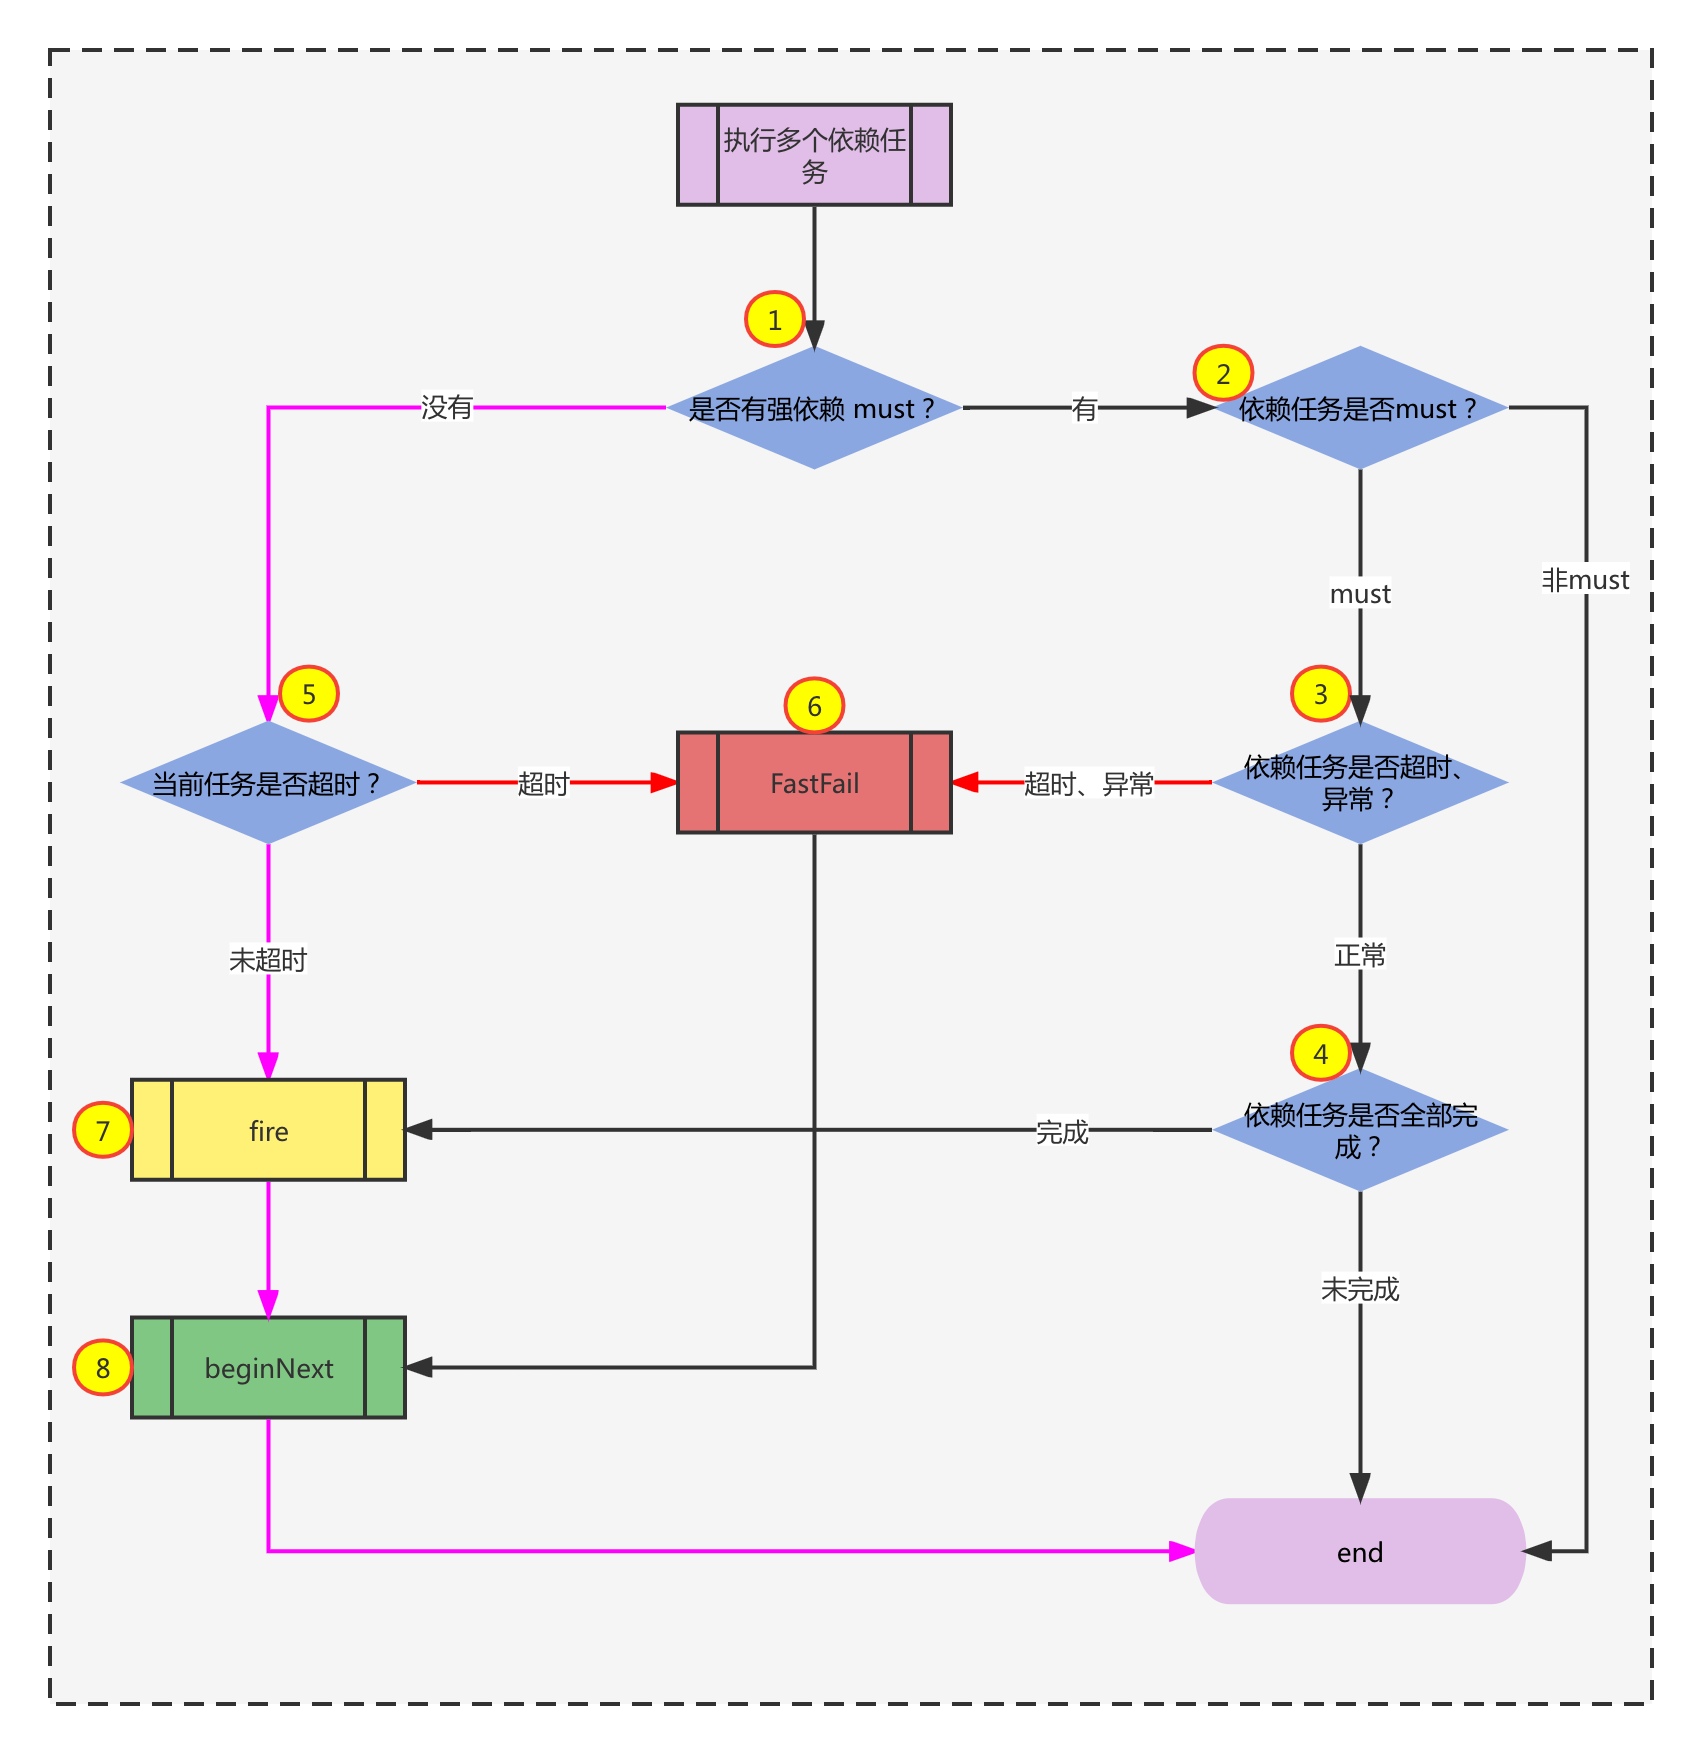 执行多个依赖任
务
1
是否有强依赖 must？
没有
有
2
依赖任务是否must？
must
非must
5
当前任务是否超时？
超时
6
FastFail
超时、异常
3
依赖任务是否超时、
异常？
未超时
正常
7
fire
完成
4
依赖任务是否全部完
成？
未完成
8
beginNext
end